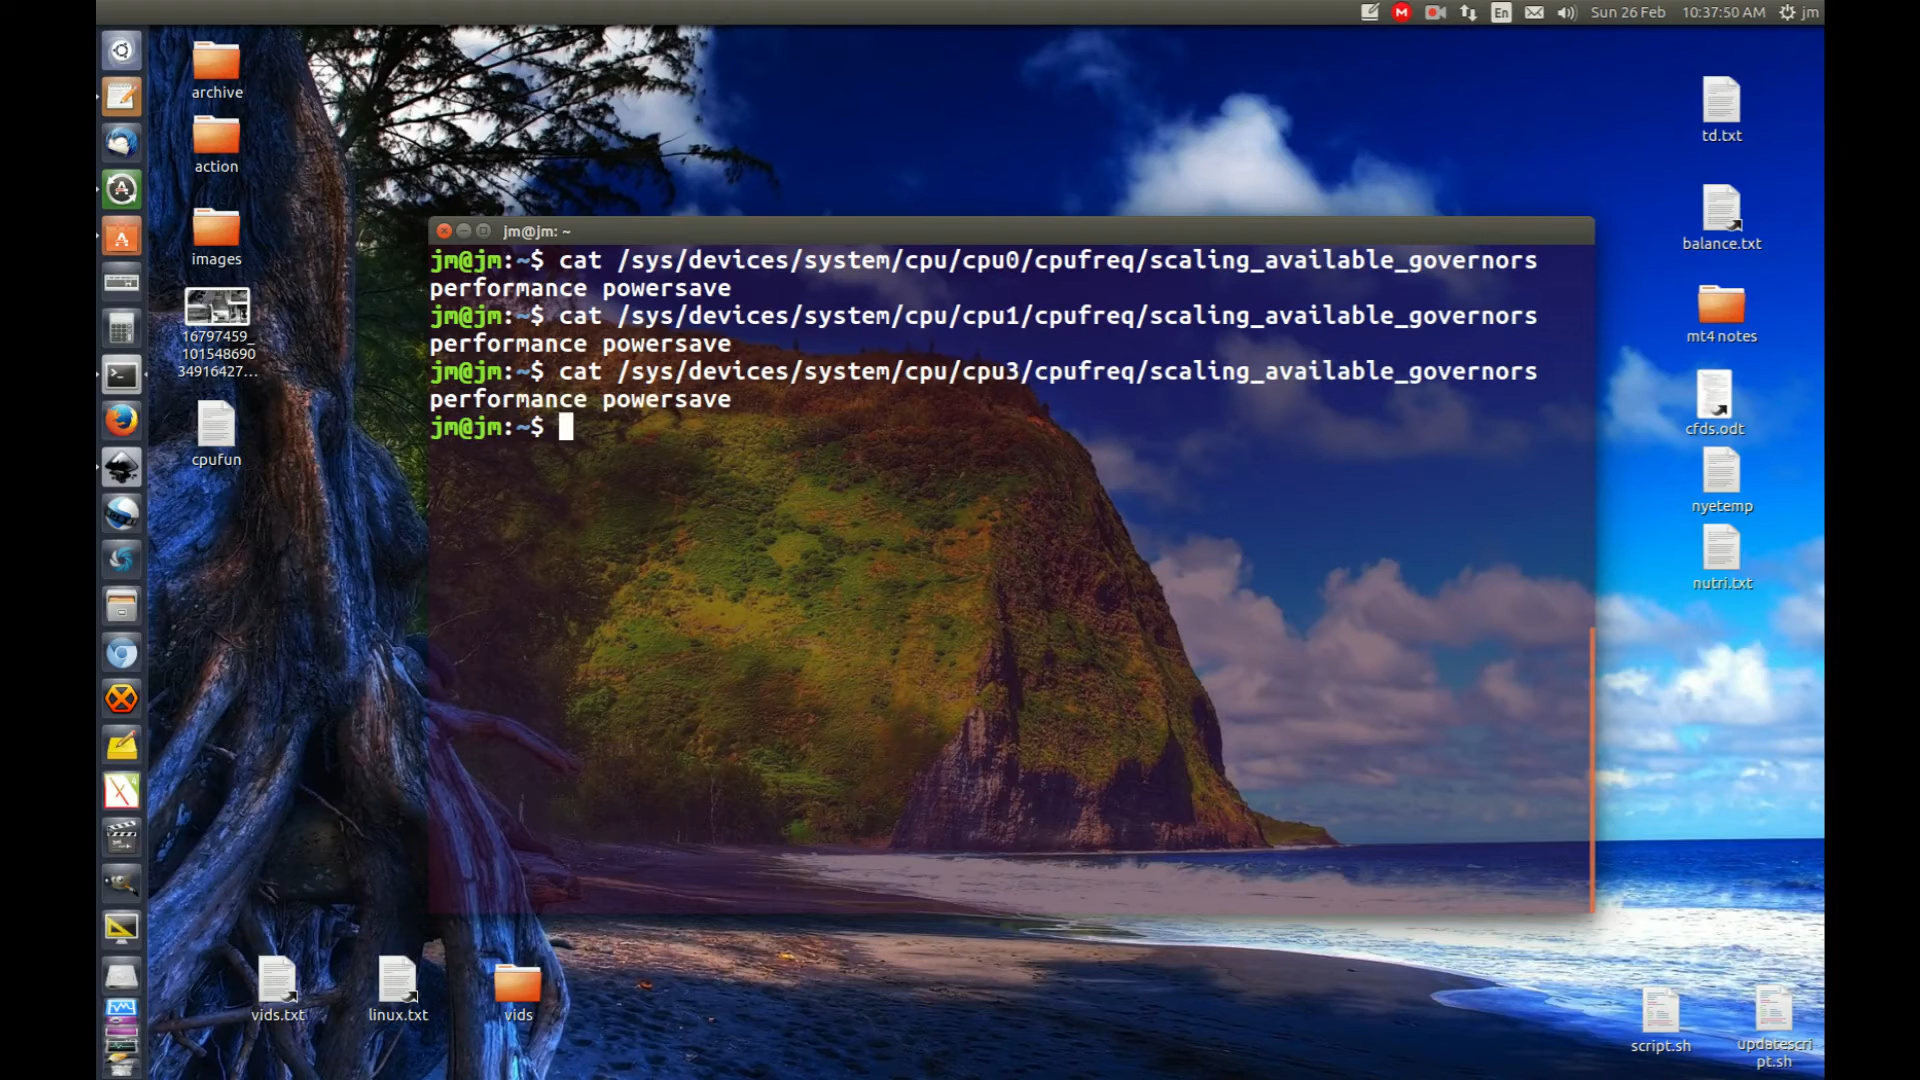 En
Sun 26 Feb 10:37:50 AM jm
archive
action
images
16797459_
101548690
34916427...
cpufun
td.txt
balance.txt
mt4 notes
cfds.odt
nyetemp
nutri.txt
jm@jm: ~
jm@jm:~$ cat /sys/devices/system/cpu/cpu0/cpufreq/scaling_available_governors
performance powersave
jm@jm:~$ cat /sys/devices/system/cpu/cpu1/cpufreq/scaling_available_governors
performance powersave
jm@jm:~$ cat /sys/devices/system/cpu/cpu3/cpufreq/scaling_available_governors
performance powersave
jm@jm:~$
vids.txt
linux.txt
vids
script.sh
updatescri
pt.sh